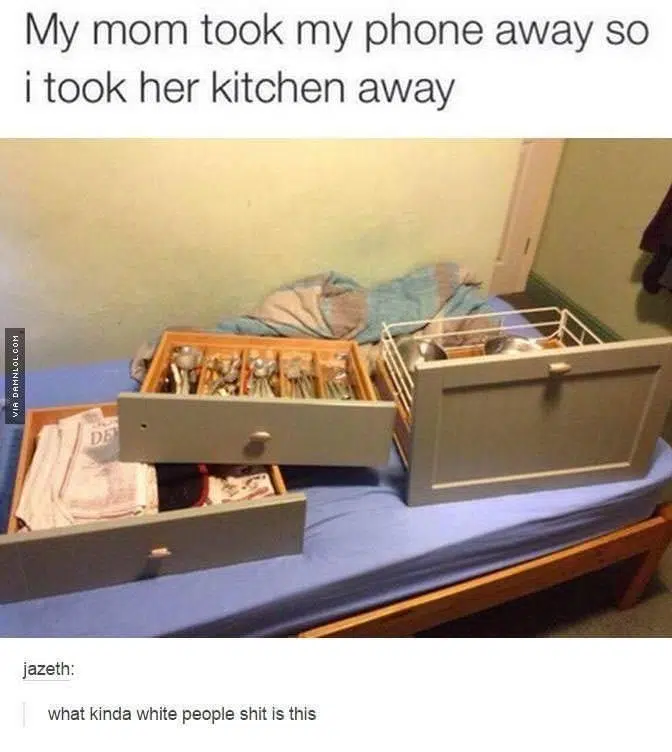 My mom took my phone away so
i took her kitchen away
VIA DAMNLOL.COM
DE
jazeth:
what kinda white people shit is this